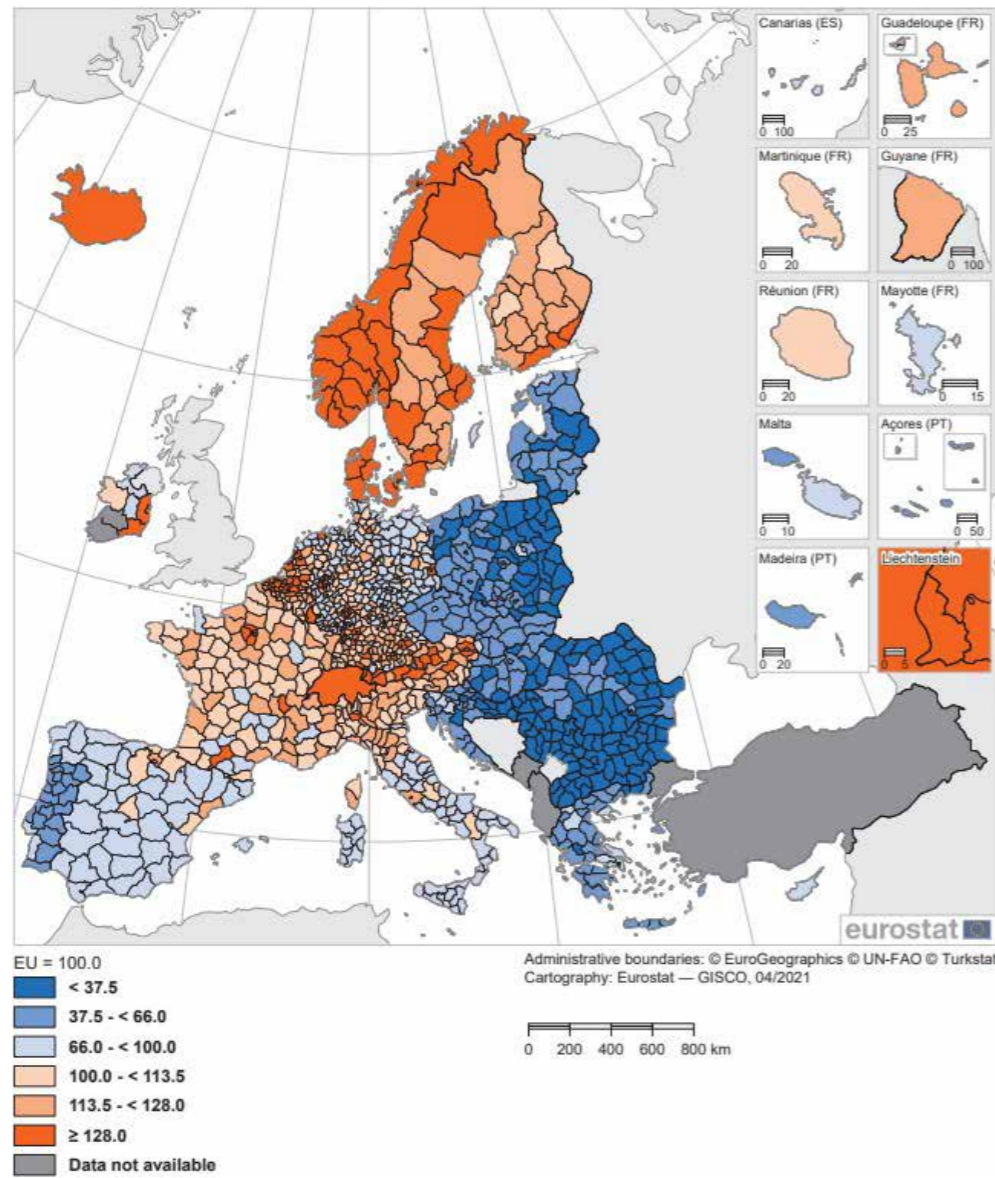 Canarias (ES)
0 100
Guadeloupe (FR)
0 25
Martinique (FR)
0 20
Guyane (FR)
0 100
Réunion (FR)
0 20
Mayotte (FR)
0 15
Malta
0 10
Açores (PT)
0 50
Madeira (PT)
0 20
Liechtenstein
0 5
eurostat
EU = 100.0
< 37.5
37.5 - < 66.0
66.0 - < 100.0
100.0 - < 113.5
113.5 - < 128.0
≥ 128.0
Data not available
Administrative boundaries: © EuroGeographics © UN-FAO © Turkstat
Cartography: Eurostat — GISCO, 04/2021
0 200 400 600 800 km